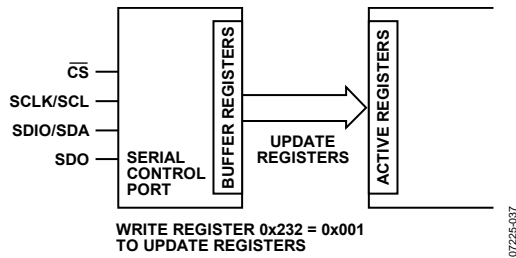 CS
SCLK/SCL
SDIO/SDA
SDO
SERIAL
CONTROL
PORT
BUFFER REGISTERS
UPDATE
REGISTERS
ACTIVE REGISTERS
WRITE REGISTER 0x232 = 0x001
TO UPDATE REGISTERS
07225-037